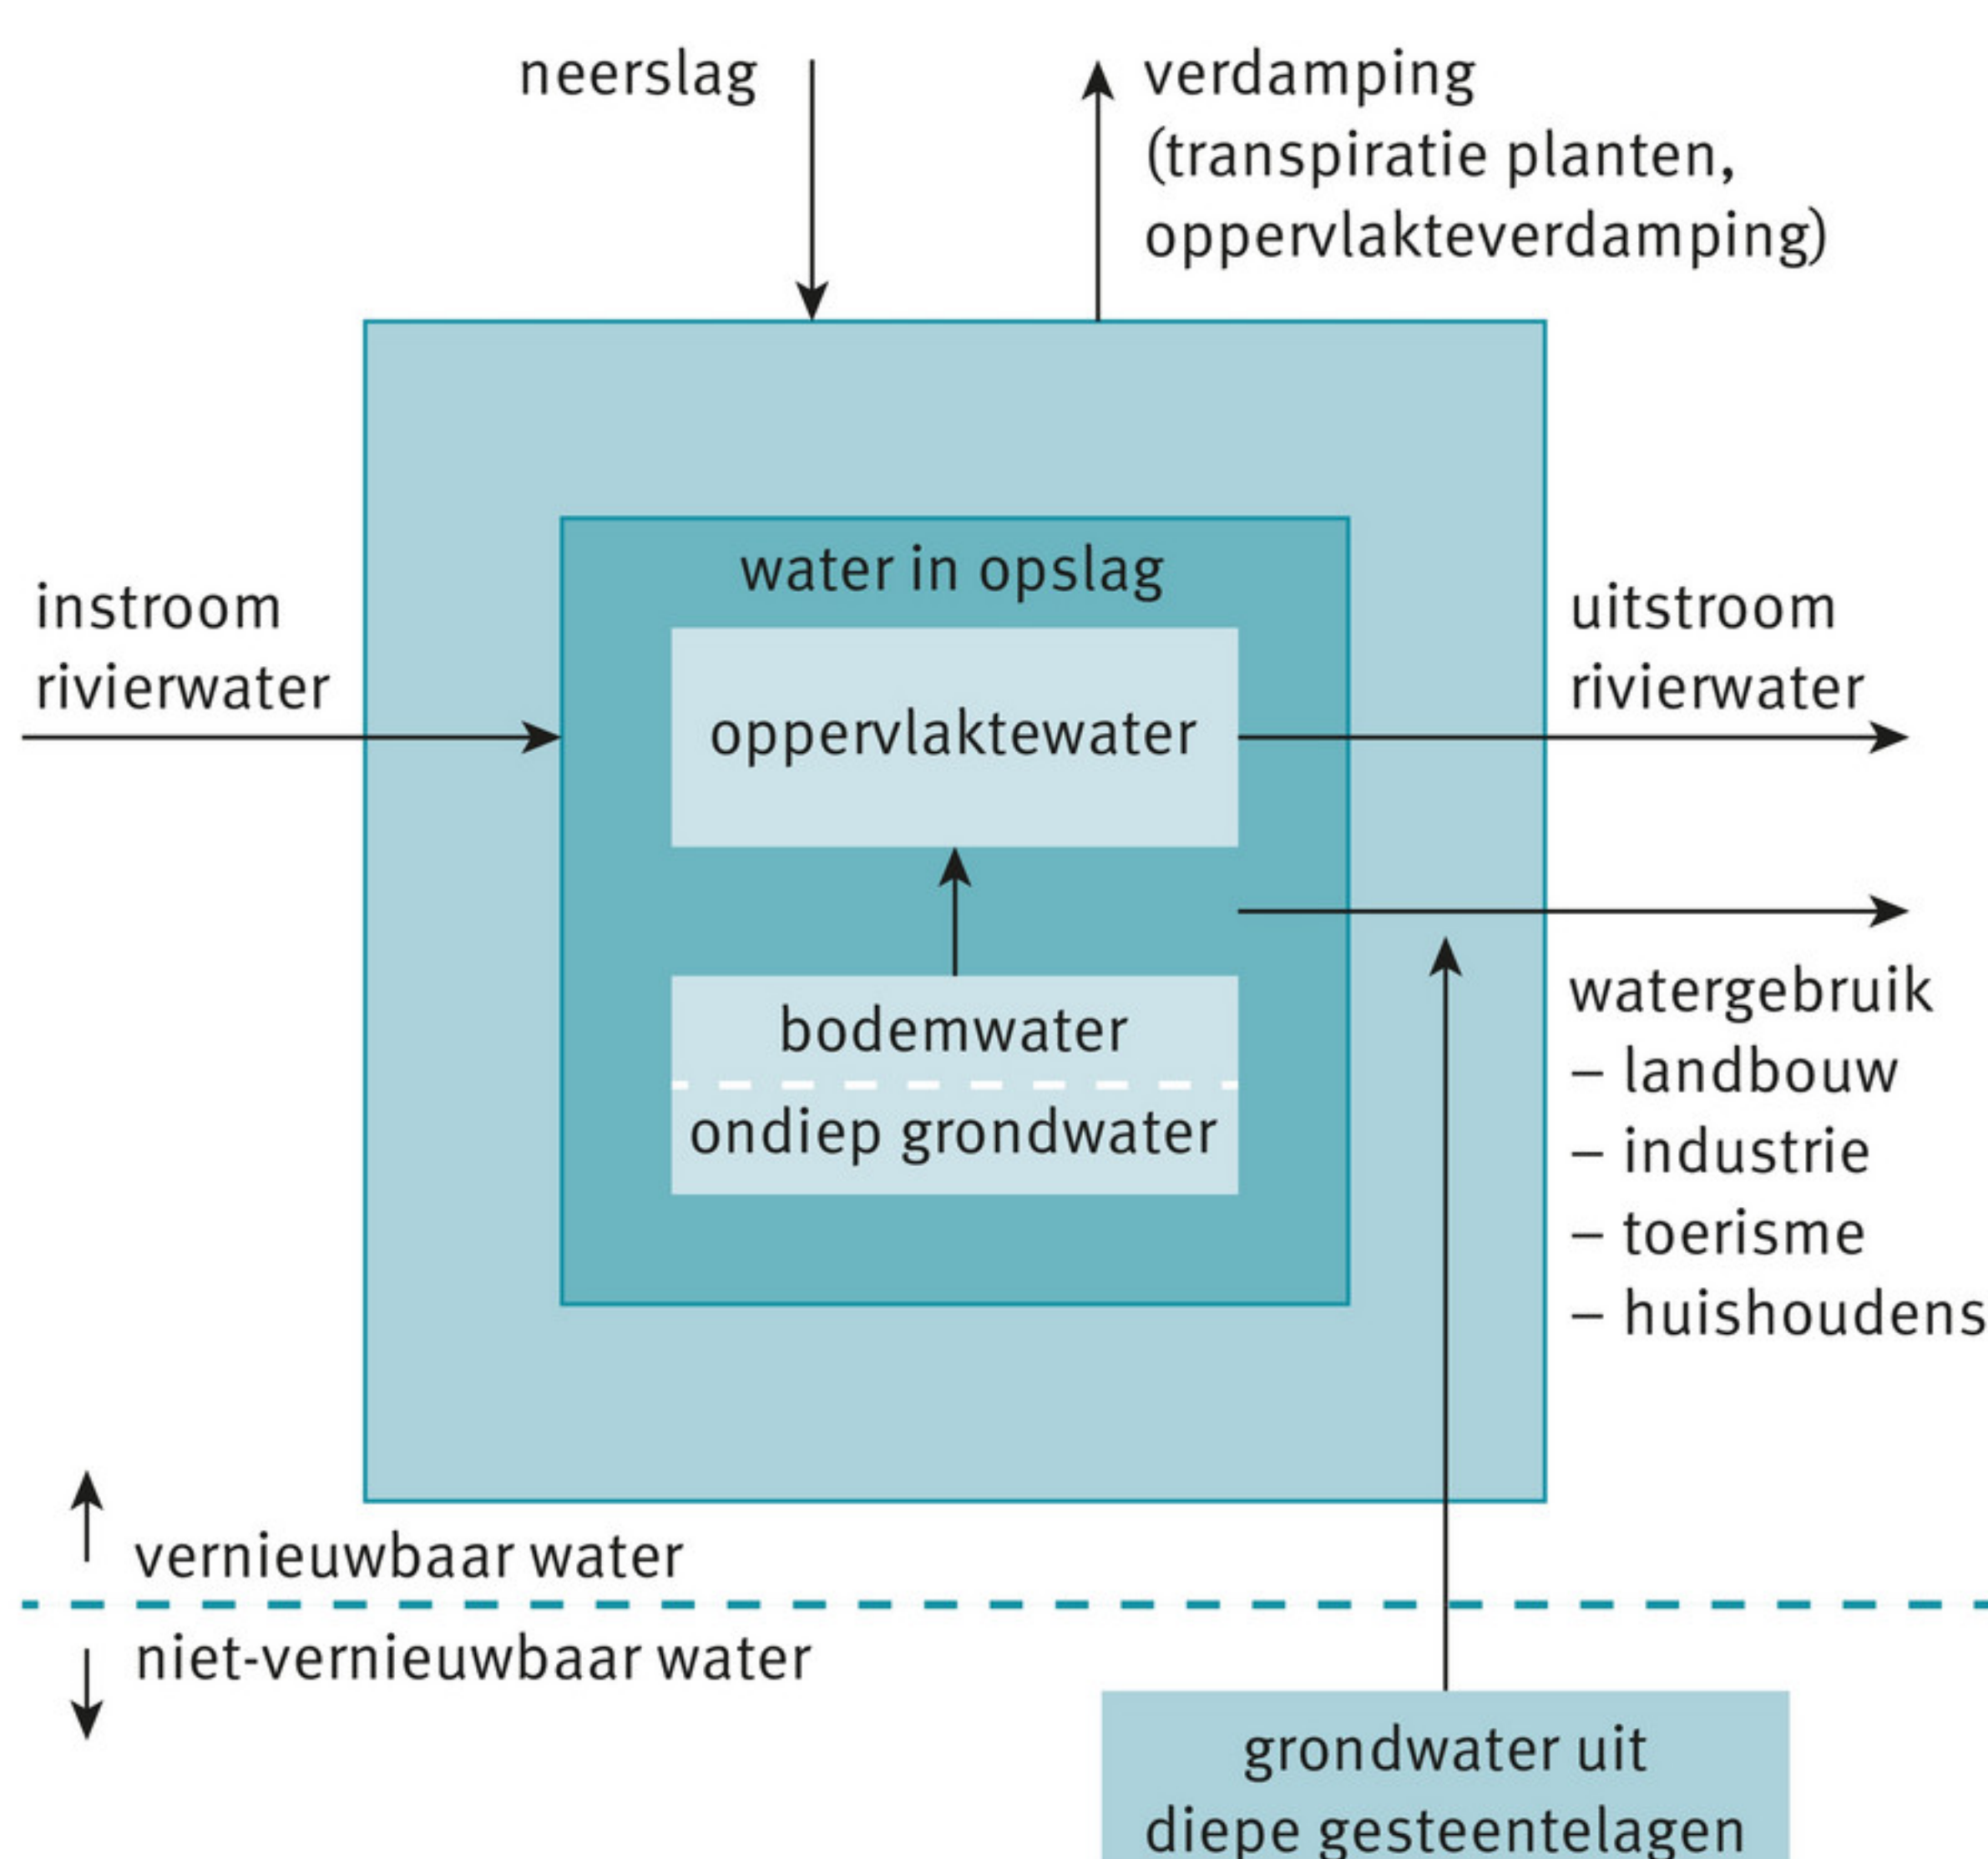 neerslag
verdamping
(transpiratie planten,
oppervlakteverdamping)
water in opslag
instroom
rivierwater
oppervlaktewater
uitstroom
rivierwater
bodemwater
ondiep grondwater
watergebruik
– landbouw
– industrie
– toerisme
– huishoudens
vernieuwbaar water
niet-vernieuwbaar water
grondwater uit
diepe gesteentelagen